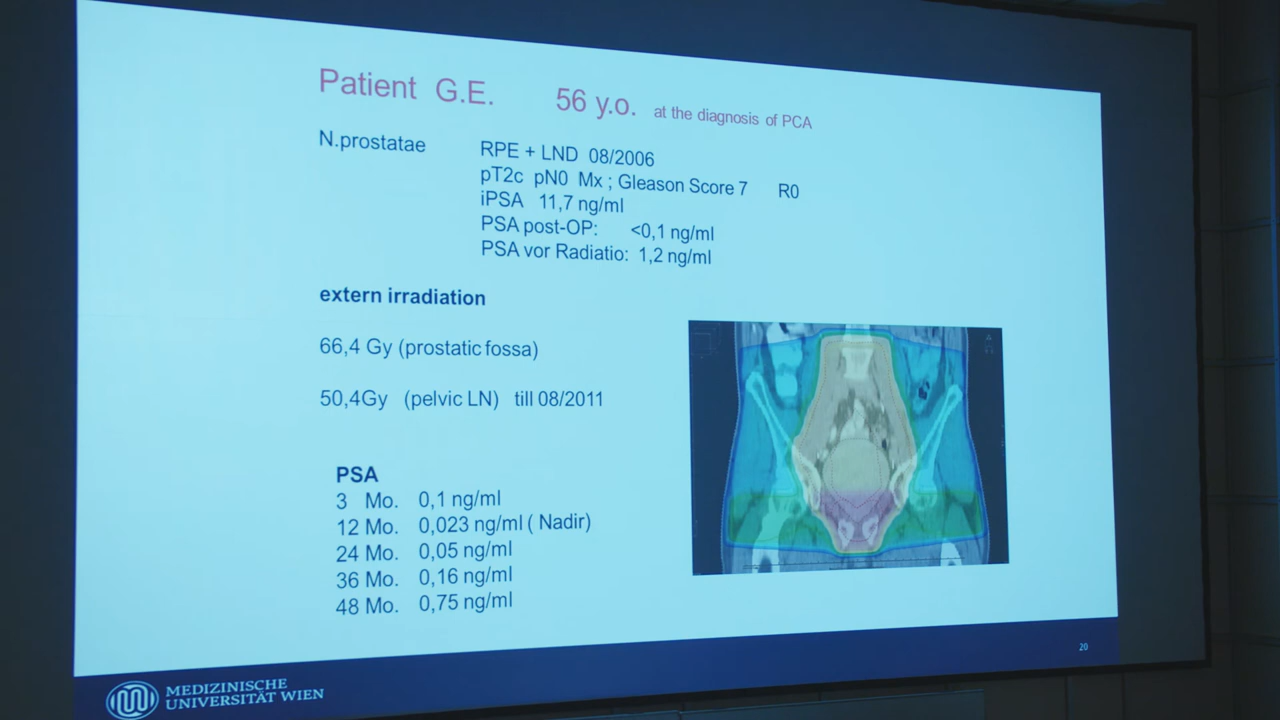 Patient G.E. 56 y.o. at the diagnosis of PCA
N.prostatae RPE + LND 08/2006
pT2c pN0 Mx ; Gleason Score 7 R0
iPSA 11,7 ng/ml
PSA post-OP: <0,1 ng/ml
PSA vor Radiatio: 1,2 ng/ml
extern irradiation
66,4 Gy (prostatic fossa)
50,4Gy (pelvic LN) till 08/2011
PSA
3 Mo. 0,1 ng/ml
12 Mo. 0,023 ng/ml ( Nadir)
24 Mo. 0,05 ng/ml
36 Mo. 0,16 ng/ml
48 Mo. 0,75 ng/ml
20
MEDIZINISCHE
UNIVERSITÄT WIEN